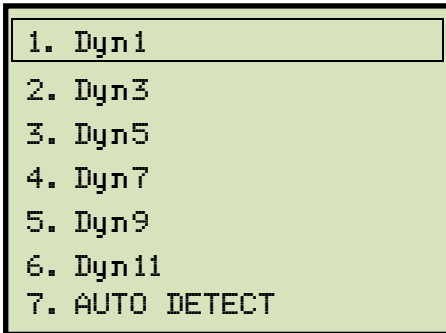 1. Dyn1
2. Dyn3
3. Dyn5
4. Dyn7
5. Dyn9
6. Dyn11
7. AUTO DETECT